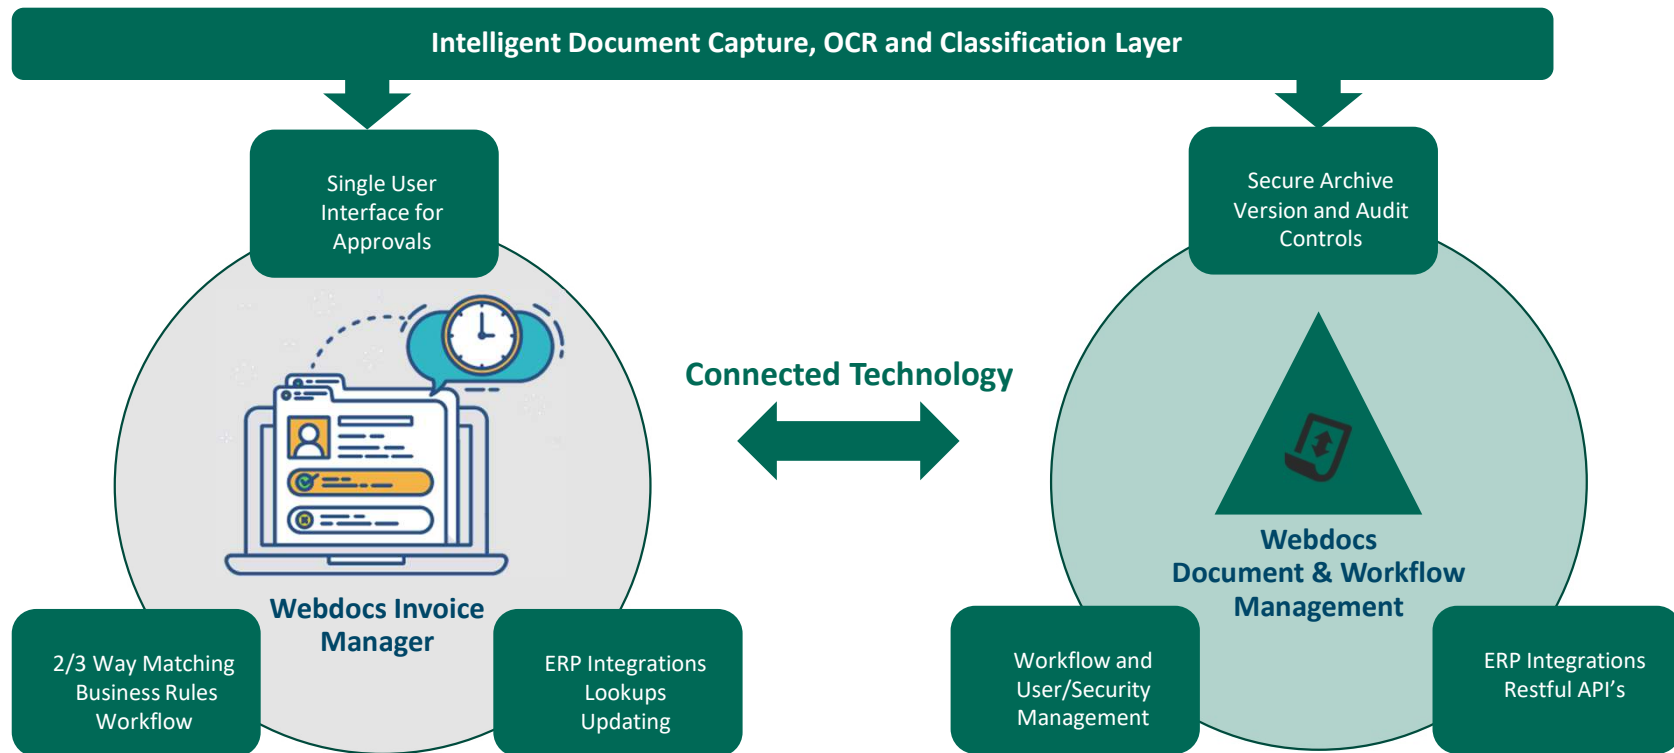 Intelligent Document Capture, OCR and Classification Layer
Single User
Interface for
Approvals
Secure Archive
Version and Audit
Controls
Connected Technology
Webdocs Invoice
Manager
Webdocs
Document & Workflow
Management
2/3 Way Matching
Business Rules
Workflow
ERP Integrations
Lookups
Updating
Workflow and
User/Security
Management
ERP Integrations
Restful API’s